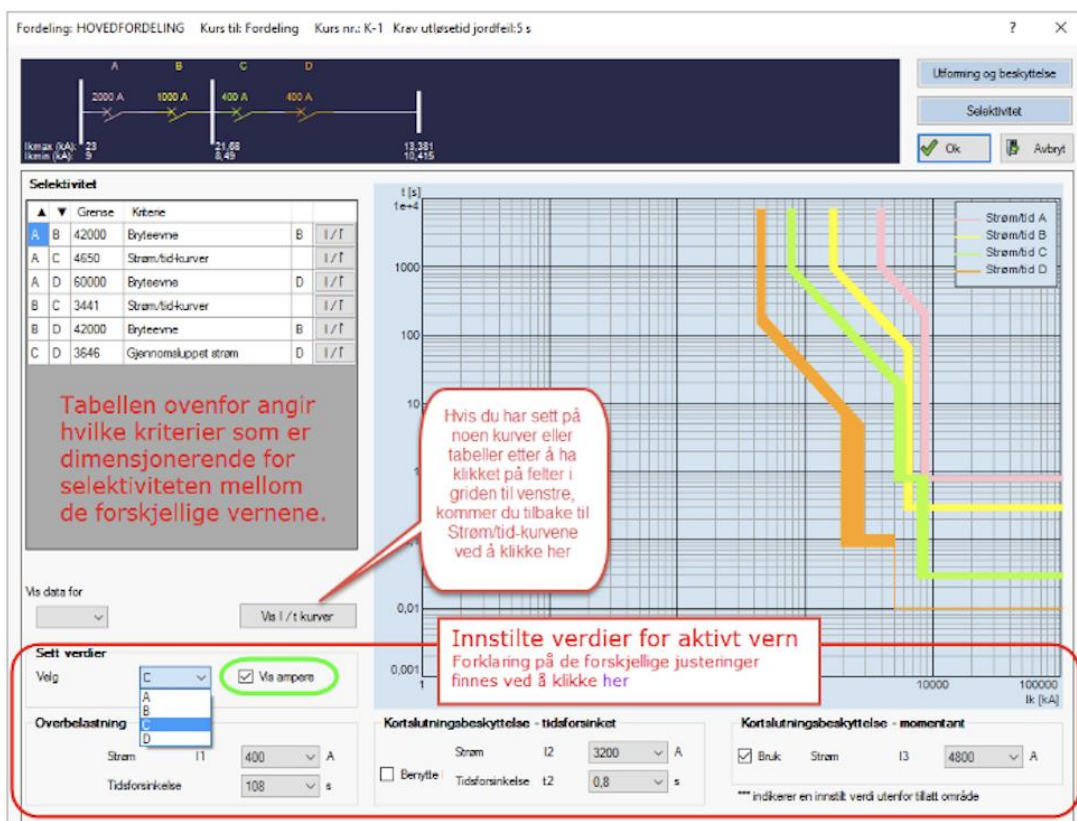 Fordeling: HOVEDFORDELING Kurs til: Fordeling Kurs nr.: K-1 Krav utløsetid jordfeil:5 s
? ×
A B C D
2000 A 1000 A 400 A 400 A
Ikmax (kA): 23 21,68 13,381
Ikmin (kA): 9 8,49 10,415
Utforming og beskyttelse
Selektivitet
Ok Avbryt
Selektivitet
▲ ▼ Grense Kriterie
A B 42000 Bryteevne B I/T
A C 4650 Strøm/tid-kurver I/T
A D 60000 Bryteevne D I/T
B C 3441 Strøm/tid-kurver I/T
B D 42000 Bryteevne B I/T
C D 3646 Gjennomsluppet strøm D I/T
Tabellen ovenfor angir
hvilke kriterier som er
dimensjonerende for
selektiviteten mellom
de forskjellige vernene.
t [s]
1e+4
1000
100
10
1
0,01
0,001
1 10000 100000
Ik [kA]
Strøm/tid A
Strøm/tid B
Strøm/tid C
Strøm/tid D
Hvis du har sett på
noen kurver eller
tabeller etter å ha
klikket på felter i
griden til venstre,
kommer du tilbake til
Strøm/tid-kurvene
ved å klikke her
Vis data for
Vis I / t kurver
Innstilte verdier for aktivt vern
Forklaring på de forskjellige justeringer
finnes ved å klikke her
Sett verdier
Velg C Vis ampere
A
B
C
D
Overbelastning
Strøm I1 400 A
Tidsforsinkelse 108 s
Kortslutningsbeskyttelse - tidsforsinket
Strøm I2 3200 A
Benytte Tidsforsinkelse t2 0,8 s
Kortslutningsbeskyttelse - momentant
Bruk Strøm I3 4800 A
*** indikerer en innstilt verdi utenfor tillatt område